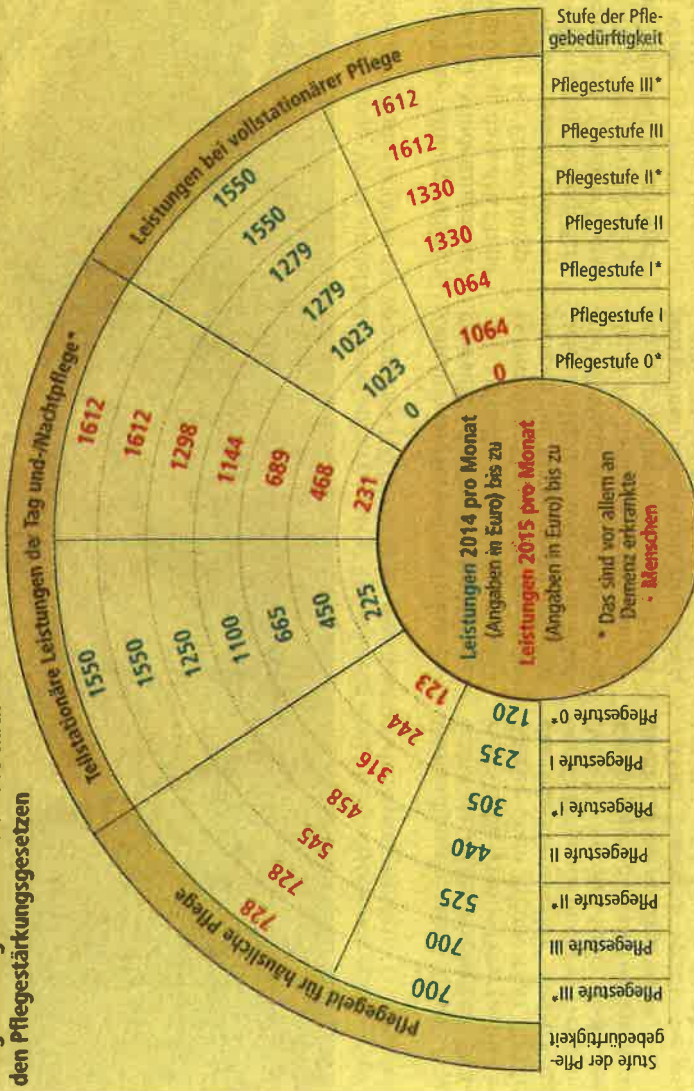 den Pflegestärkungsgesetzen
Stufe der Pfle-
gebedürftigkeit
Pflegestufe III*
Pflegestufe III
Pflegestufe II*
Pflegestufe II
Pflegestufe I*
Pflegestufe I
Pflegestufe 0*
Leistungen bei vollstationärer Pflege
1612
1612
1330
1330
1064
1064
0
1550
1550
1279
1279
1023
1023
0
Teilstationäre Leistungen de Tag und-/Nachtpflege*
1612
1612
1298
1144
689
468
231
1550
1550
1250
1100
665
450
225
Pflegegeld für häusliche Pflege
728
728
545
458
316
244
123
700
700
525
440
305
235
120
Leistungen 2014 pro Monat
(Angaben in Euro) bis zu
Leistungen 2015 pro Monat
(Angaben in Euro) bis zu
* Das sind vor allem an
Demenz erkrankte
Menschen
Pflegestufe 0*
Pflegestufe I
Pflegestufe I*
Pflegestufe II
Pflegestufe II*
Pflegestufe III
Pflegestufe III*
Stufe der Pfle-
gebedürftigkeit